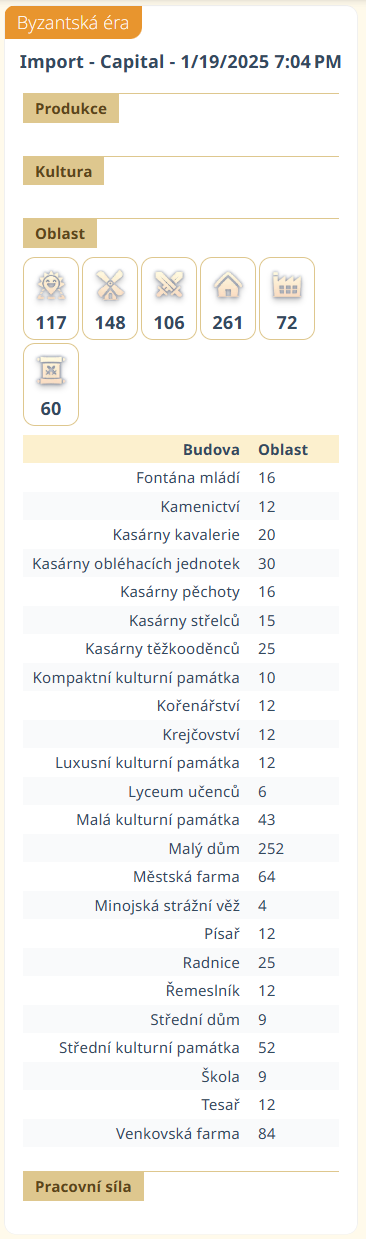 Byzantská éra
Import - Capital - 1/19/2025 7:04 PM
Produkce
Kultura
Oblast
117 148 106 261 72
60
Budova Oblast
Fontána mládí 16
Kamenictví 12
Kasárny kavalerie 20
Kasárny obléhacích jednotek 30
Kasárny pěchoty 16
Kasárny střelců 15
Kasárny těžkooděnců 25
Kompaktní kulturní památka 10
Kořenářství 12
Krejčovství 12
Luxusní kulturní památka 12
Lyceum učenců 6
Malá kulturní památka 43
Malý dům 252
Městská farma 64
Minojská strážní věž 4
Písař 12
Radnice 25
Řemeslník 12
Střední dům 9
Střední kulturní památka 52
Škola 9
Tesař 12
Venkovská farma 84
Pracovní síla